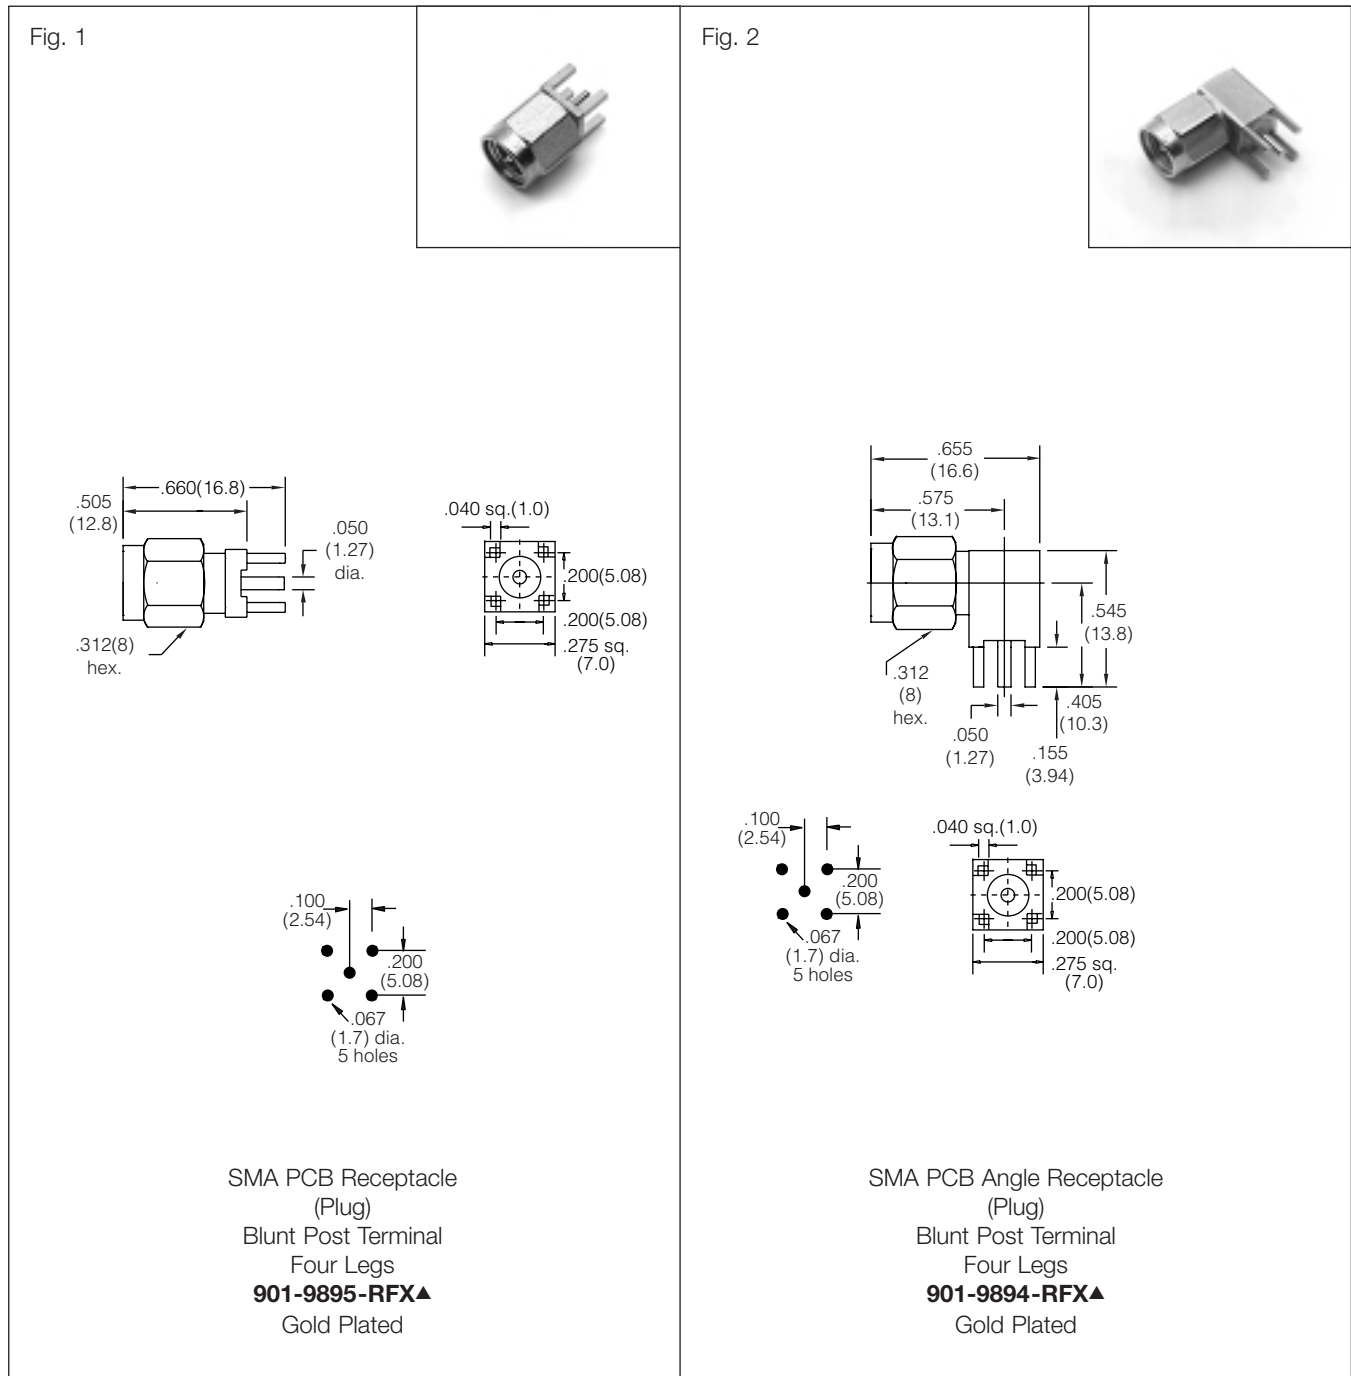 Fig. 1
.660(16.8)
.505
(12.8)
.050
(1.27)
dia.
.312(8)
hex.
.040 sq.(1.0)
.200(5.08)
.200(5.08)
.275 sq.
(7.0)
.100
(2.54)
.200
(5.08)
.067
(1.7) dia.
5 holes
SMA PCB Receptacle
(Plug)
Blunt Post Terminal
Four Legs
901-9895-RFX▲
Gold Plated
Fig. 2
.655
(16.6)
.575
(13.1)
.545
(13.8)
.312
(8)
hex.
.405
(10.3)
.050
(1.27)
.155
(3.94)
.100
(2.54)
.200
(5.08)
.067
(1.7) dia.
5 holes
.040 sq.(1.0)
.200(5.08)
.200(5.08)
.275 sq.
(7.0)
SMA PCB Angle Receptacle
(Plug)
Blunt Post Terminal
Four Legs
901-9894-RFX▲
Gold Plated